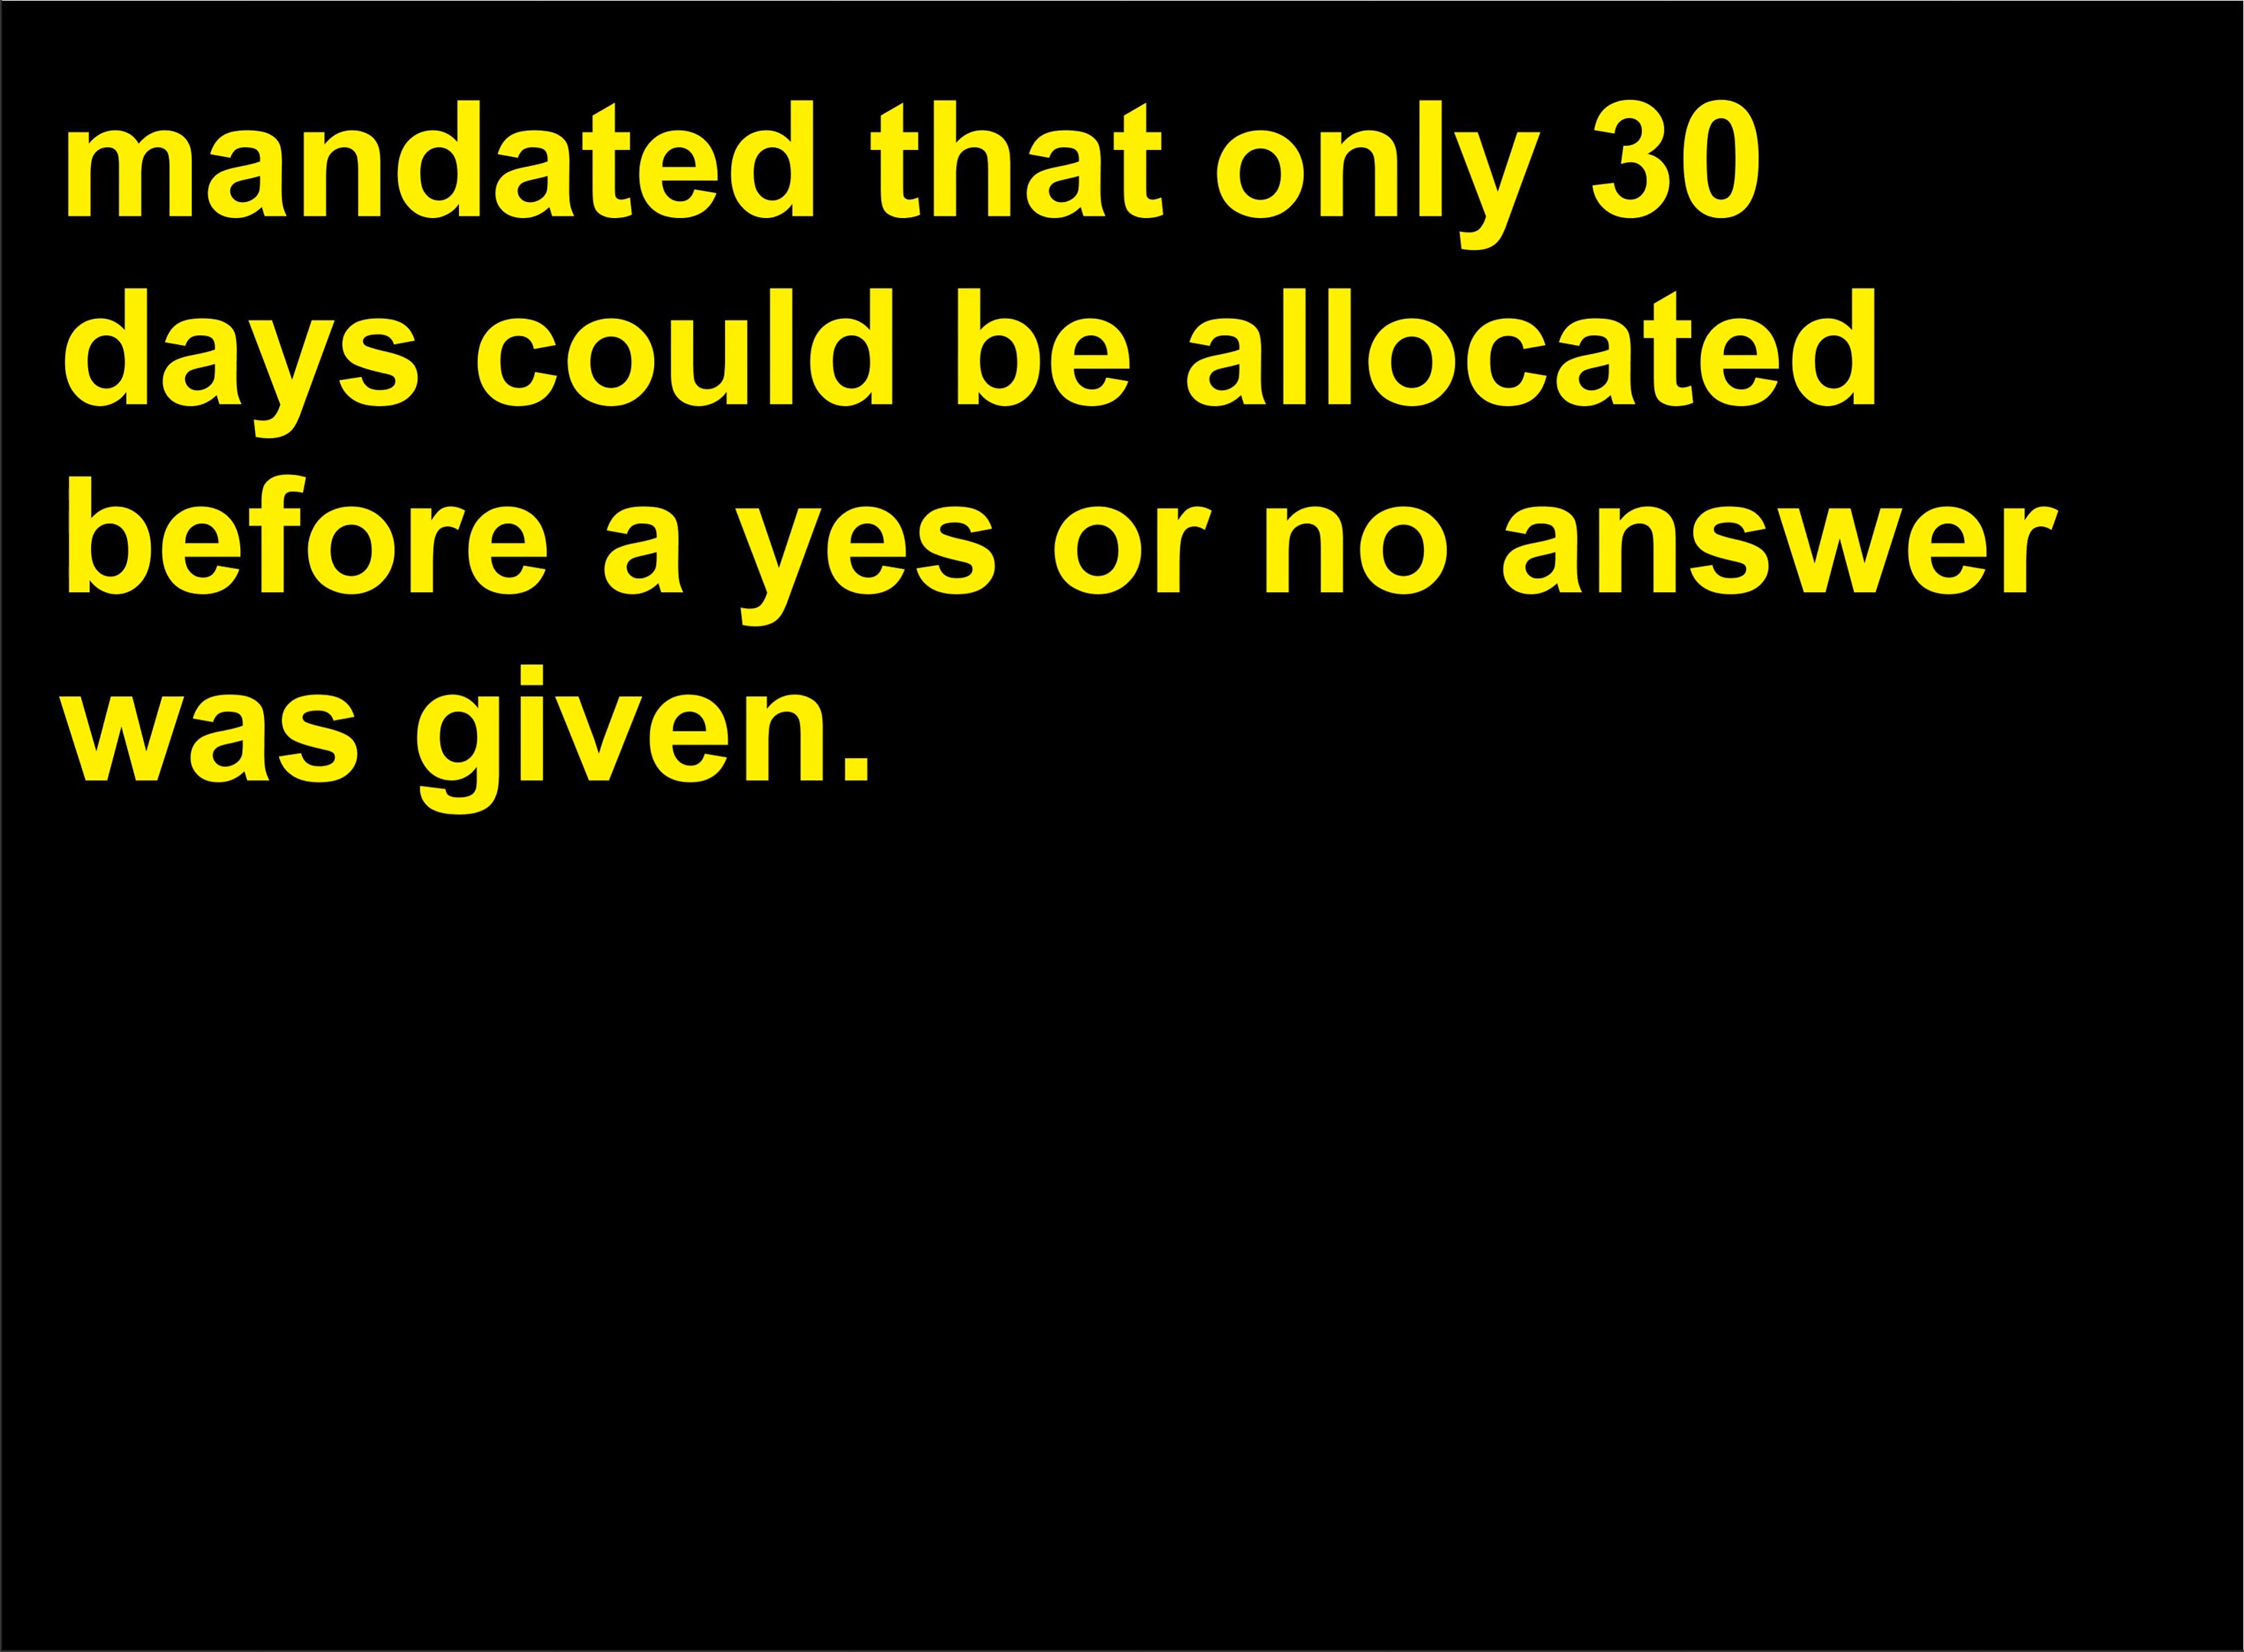 mandated that only 30
days could be allocated
before a yes or no answer
was given.